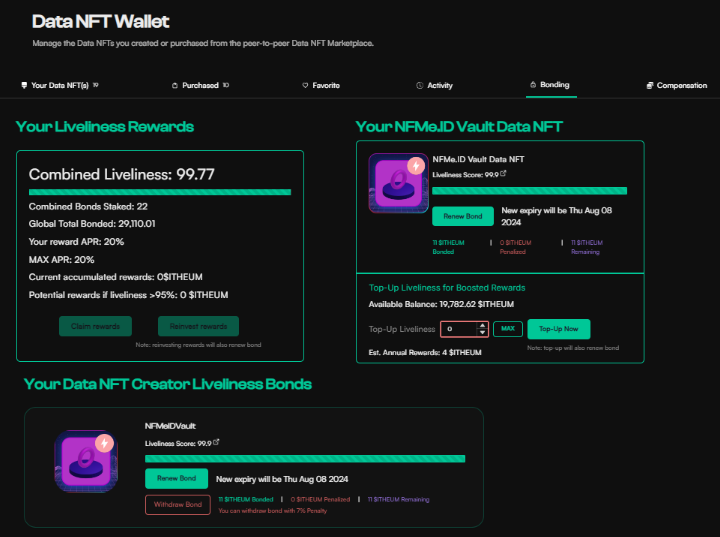 Data NFT Wallet
Manage the Data NFTs you created or purchased from the peer-to-peer Data NFT Marketplace.
Your Data NFT(s) 19
Purchased 10
Favorite
Activity
Bonding
Compensation
Your Liveliness Rewards
Combined Liveliness: 99.77
Combined Bonds Staked: 22
Global Total Bonded: 29,110.01
Your reward APR: 20%
MAX APR: 20%
Current accumulated rewards: 0$ITHEUM
Potential rewards if liveliness >95%: 0 $ITHEUM
Claim rewards
Reinvest rewards
Note: reinvesting rewards will also renew bond
Your NFMe.ID Vault Data NFT
NFMe.ID Vault Data NFT
Liveliness Score: 99.9
Renew Bond
New expiry will be Thu Aug 08
2024
11 $ITHEUM | 0 $ITHEUM | 11 $ITHEUM
Bonded Penalized Remaining
Top-Up Liveliness for Boosted Rewards
Available Balance: 19,782.62 $ITHEUM
Top-Up Liveliness 0 MAX Top-Up Now
Note: top-up will also renew bond
Est. Annual Rewards: 4 $ITHEUM
Your Data NFT Creator Liveliness Bonds
NFMeIDVault
Liveliness Score: 99.9
Renew Bond New expiry will be Thu Aug 08 2024
Withdraw Bond 11 $ITHEUM Bonded | 0 $ITHEUM Penalized | 11 $ITHEUM Remaining
You can withdraw bond with 7% Penalty